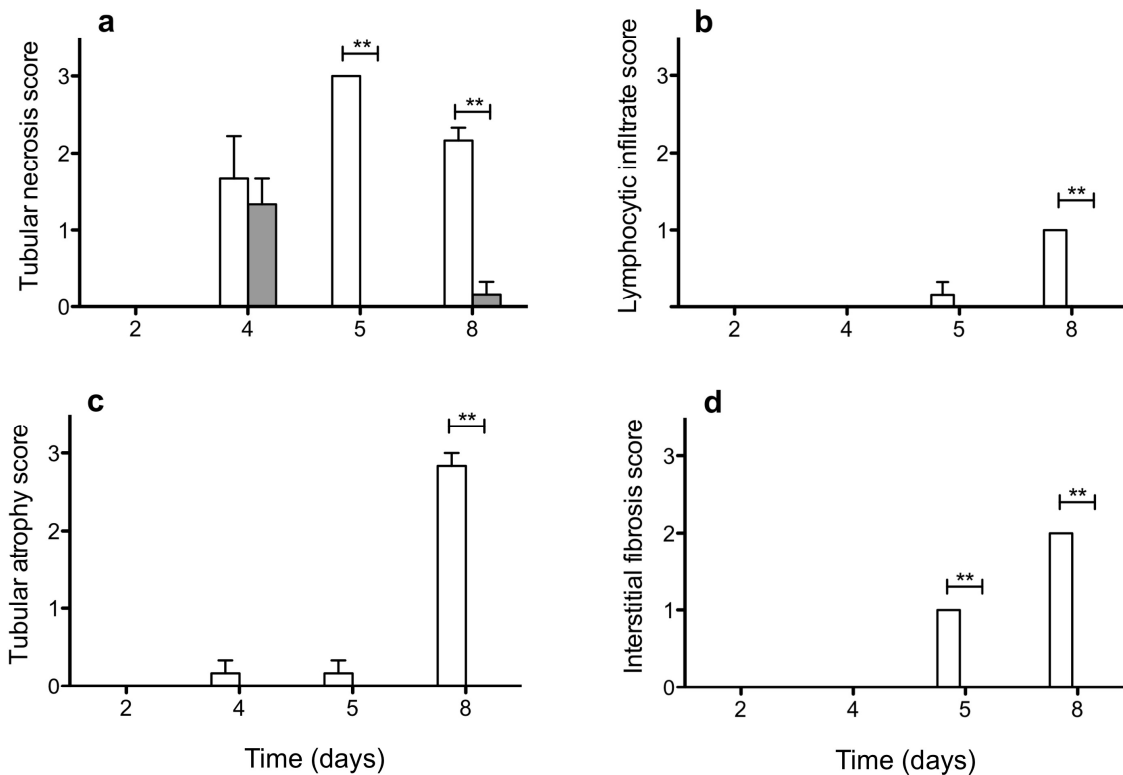 a
Tubular necrosis score
**
**
3
2
1
0
2 4 5 8
b
Lymphocytic infiltrate score
**
3
2
1
2 4 5 8
c
Tubular atrophy score
**
3
2
1
0
2 4 5 8
Time (days)
d
Interstitial fibrosis score
**
**
3
2
1
0
2 4 5 8
Time (days)